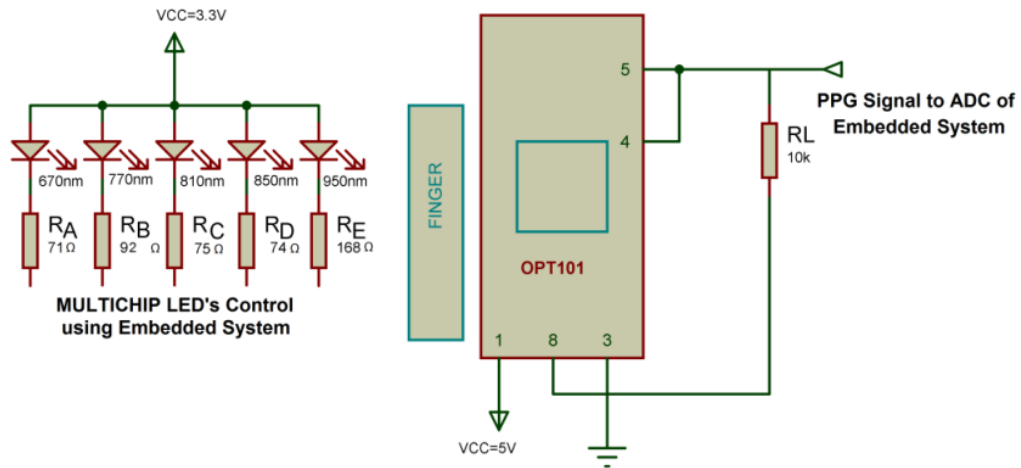 VCC=3.3V
670nm
770nm
810nm
850nm
950nm
RA
71Ω
RB
92 Ω
RC
75Ω
RD
74Ω
RE
168Ω
MULTICHIP LED's Control
using Embedded System
FINGER
5
4
OPT101
1
8
3
VCC=5V
PPG Signal to ADC of
Embedded System
RL
10k